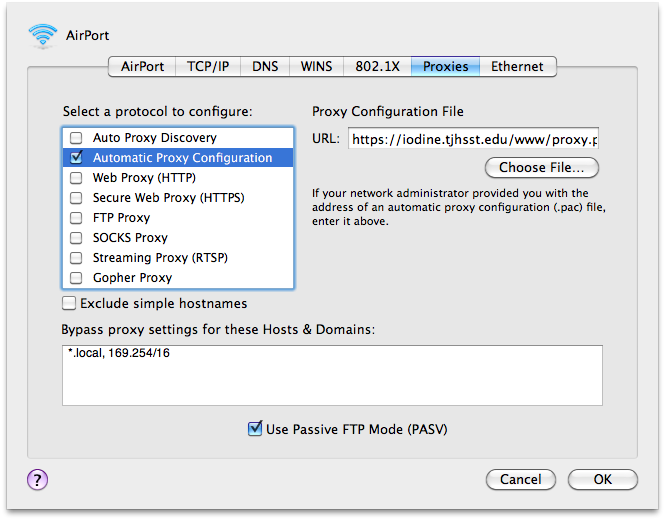 AirPort
AirPort TCP/IP DNS WINS 802.1X Proxies Ethernet
Select a protocol to configure:
Auto Proxy Discovery
Automatic Proxy Configuration
Web Proxy (HTTP)
Secure Web Proxy (HTTPS)
FTP Proxy
SOCKS Proxy
Streaming Proxy (RTSP)
Gopher Proxy
Exclude simple hostnames
Proxy Configuration File
URL: https://iodine.tjhsst.edu/www/proxy.p
Choose File...
If your network administrator provided you with the
address of an automatic proxy configuration (.pac) file,
enter it above.
Bypass proxy settings for these Hosts & Domains:
*.local, 169.254/16
Use Passive FTP Mode (PASV)
?
Cancel OK